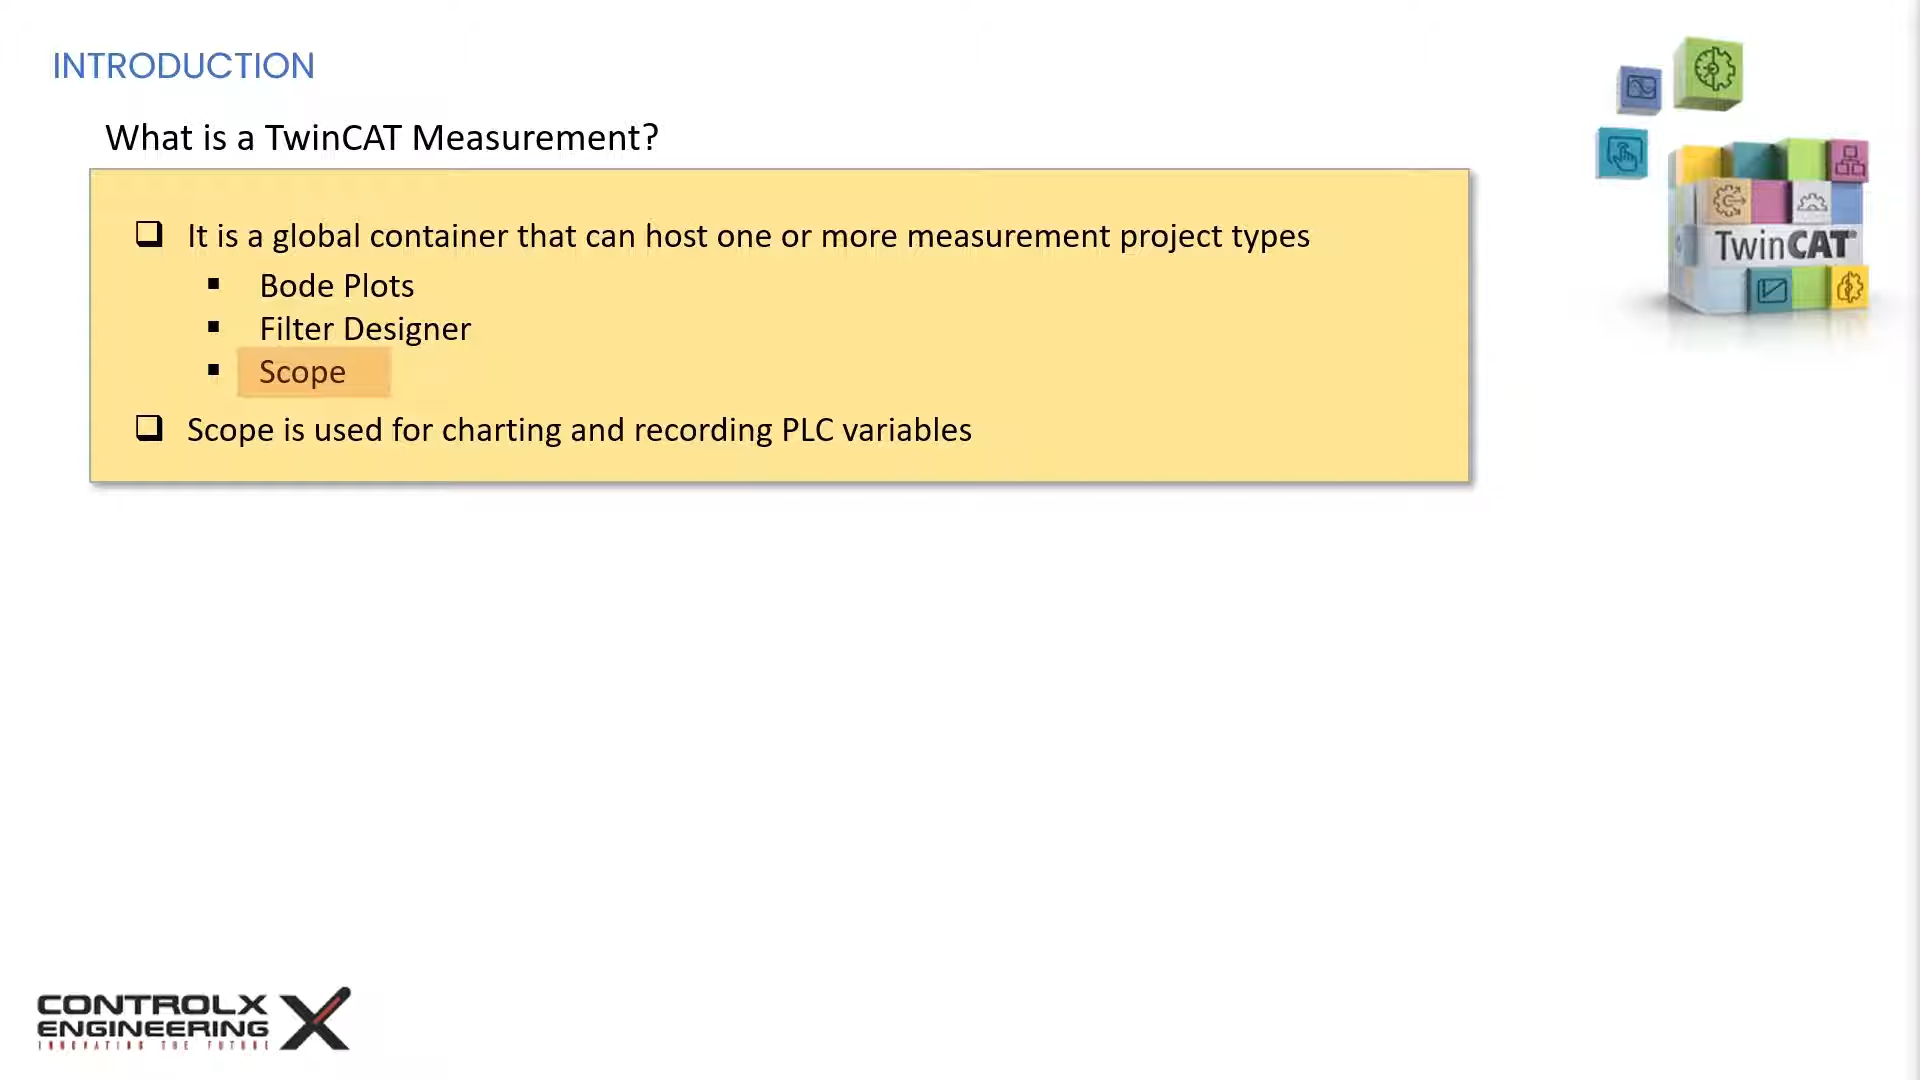 INTRODUCTION
What is a TwinCAT Measurement?
❑ It is a global container that can host one or more measurement project types
▪ Bode Plots
▪ Filter Designer
▪ Scope
❑ Scope is used for charting and recording PLC variables
TwinCAT®
CONTROLX
ENGINEERING
INNOVATING THE FUTURE